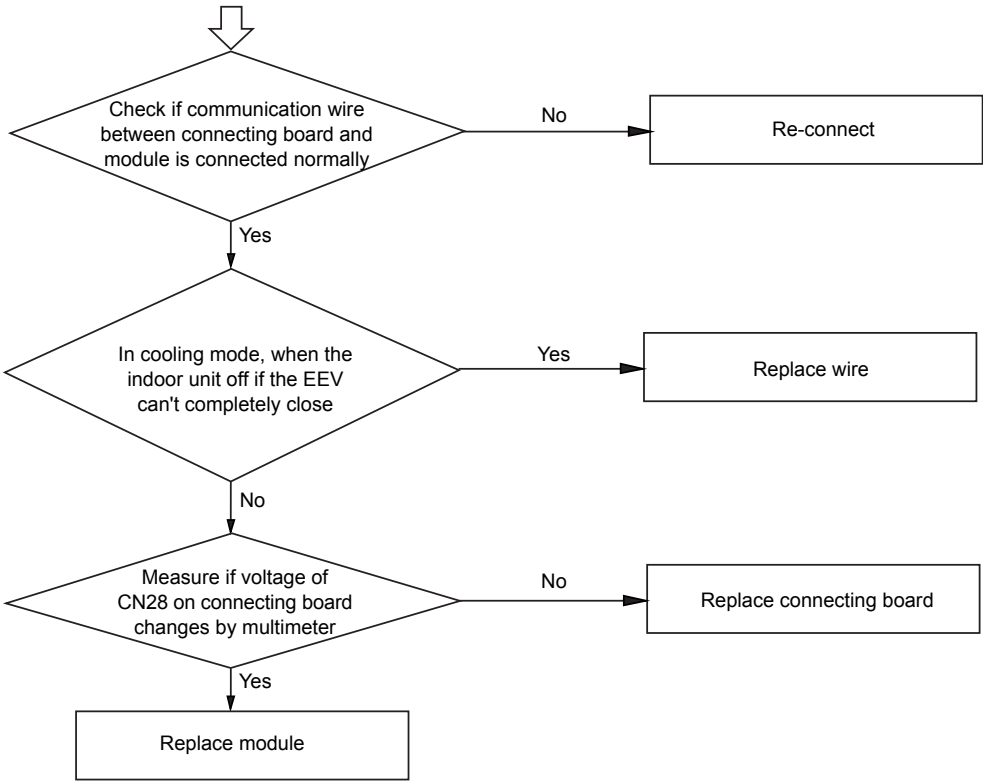 Check if communication wire
between connecting board and
module is connected normally
No
Re-connect
Yes
In cooling mode, when the
indoor unit off if the EEV
can't completely close
Yes
Replace wire
No
Measure if voltage of
CN28 on connecting board
changes by multimeter
No
Replace connecting board
Yes
Replace module